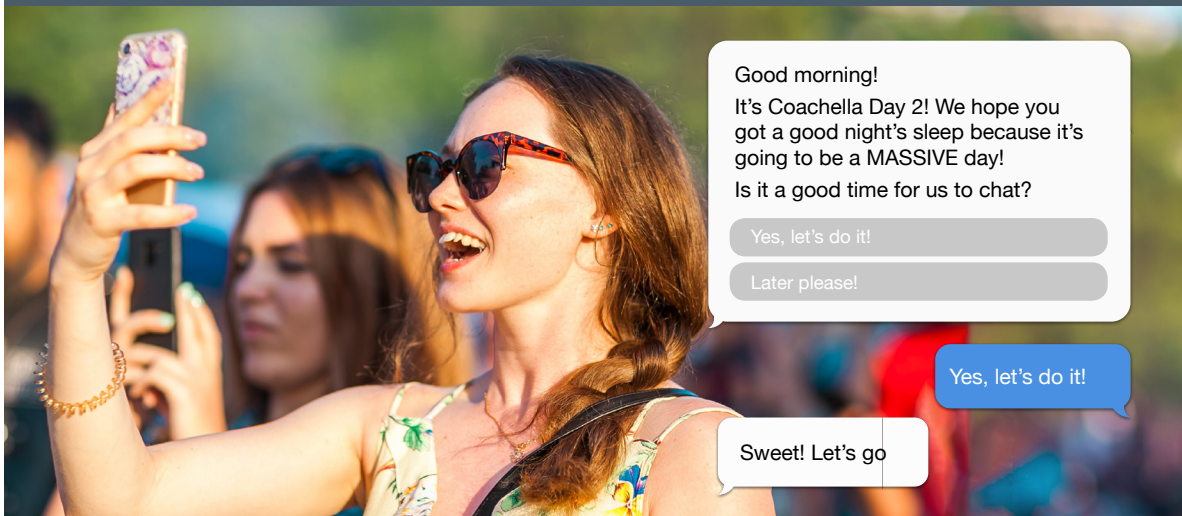 Good morning!
It’s Coachella Day 2! We hope you
got a good night’s sleep because it’s
going to be a MASSIVE day!
Is it a good time for us to chat?
Yes, let’s do it!
Later please!
Yes, let’s do it!
Sweet! Let’s go